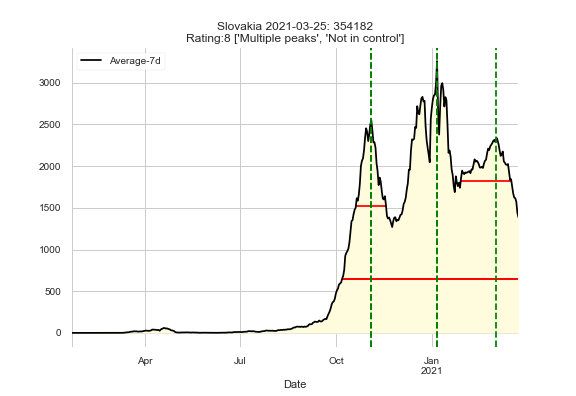 Slovakia 2021-03-25: 354182
Rating:8 ['Multiple peaks', 'Not in control']
Average-7d
3000
2500
2000
1500
1000
500
0
Apr
Jul
Oct
Jan
2021
Date